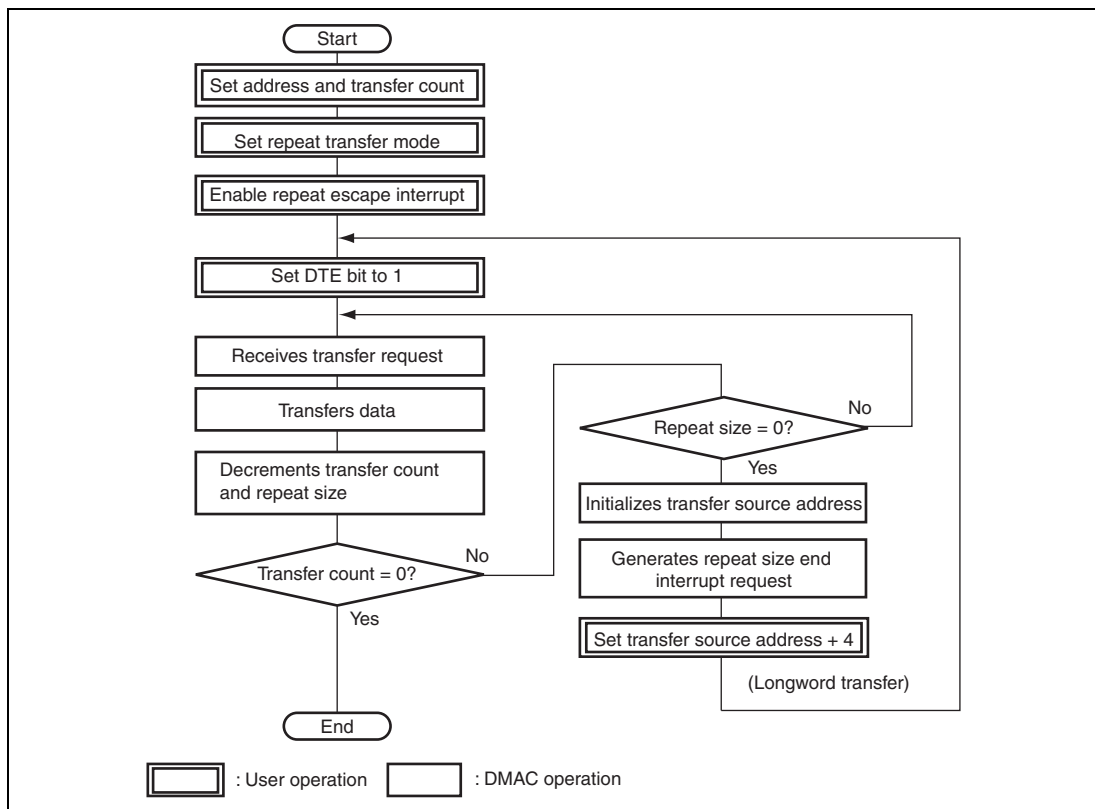 Start
Set address and transfer count
Set repeat transfer mode
Enable repeat escape interrupt
Set DTE bit to 1
Receives transfer request
Transfers data
Decrements transfer count
and repeat size
Transfer count = 0?
No
Yes
End
Repeat size = 0?
No
Yes
Initializes transfer source address
Generates repeat size end
interrupt request
Set transfer source address + 4
(Longword transfer)
: User operation
: DMAC operation